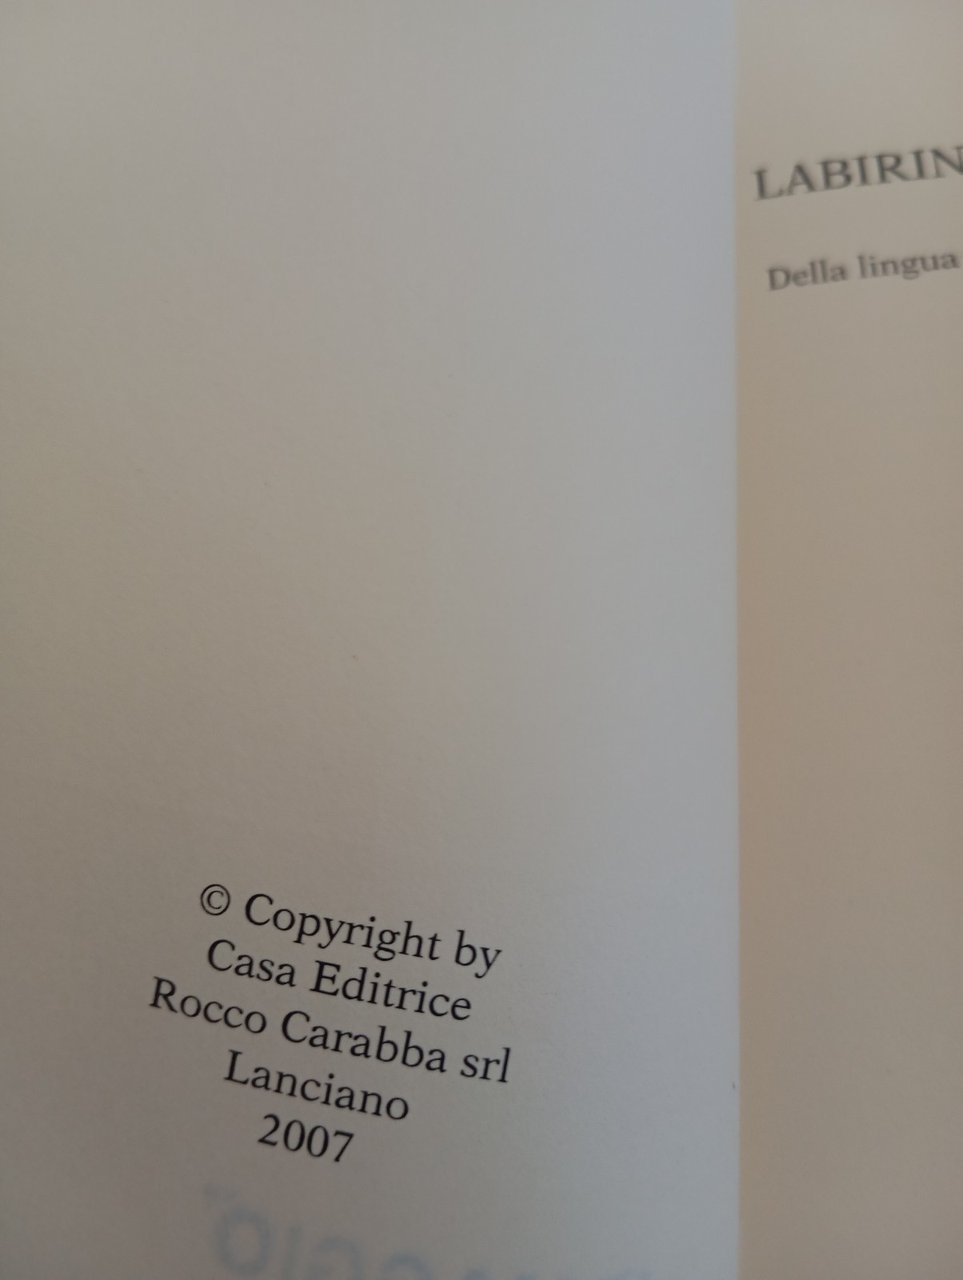 © Copyright by
Casa Editrice
Rocco Carabba srl
Lanciano
2007
LABIRIN
Della lingua